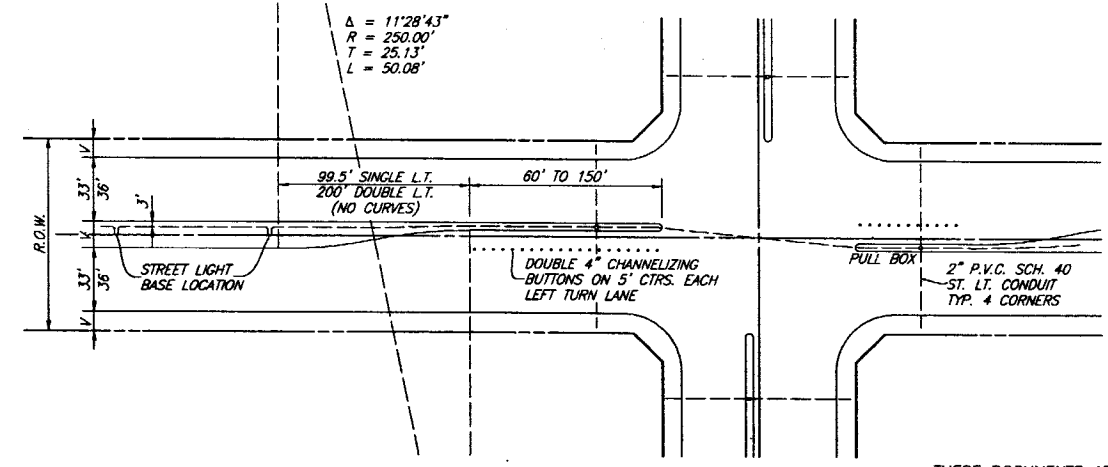 Δ = 11°28'43"
R = 250.00'
T = 25.13'
L = 50.08'
99.5' SINGLE L.T.
200' DOUBLE L.T.
(NO CURVES)
60' TO 150'
R.O.W.
V
33'
36'
3'
V
33'
36'
V
STREET LIGHT
BASE LOCATION
DOUBLE 4" CHANNELIZING
BUTTONS ON 5' CTRS. EACH
LEFT TURN LANE
PULL BOX
2" P.V.C. SCH. 40
ST. LT. CONDUIT
TYP. 4 CORNERS